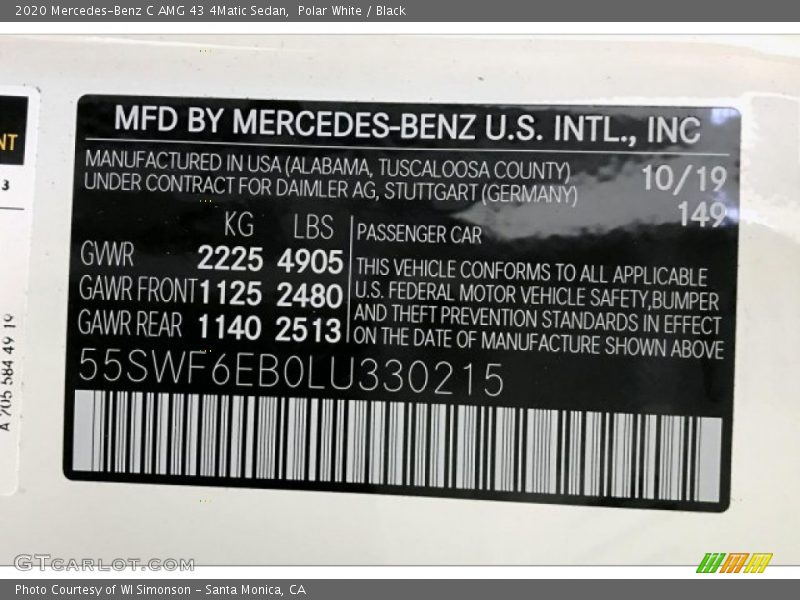 2020 Mercedes-Benz C AMG 43 4Matic Sedan,  Polar White / Black
NT
3
A 205 584 49 19
MFD BY MERCEDES-BENZ U.S. INTL., INC
MANUFACTURED IN USA (ALABAMA, TUSCALOOSA COUNTY)
UNDER CONTRACT FOR DAIMLER AG, STUTTGART (GERMANY)
10/19
149
KG LBS
GVWR 2225 4905
GAWR FRONT 1125 2480
GAWR REAR 1140 2513
PASSENGER CAR
THIS VEHICLE CONFORMS TO ALL APPLICABLE
U.S. FEDERAL MOTOR VEHICLE SAFETY,BUMPER
AND THEFT PREVENTION STANDARDS IN EFFECT
ON THE DATE OF MANUFACTURE SHOWN ABOVE
55SWF6EB0LU330215
GTCARLOT.COM
Photo Courtesy of WI Simonson - Santa Monica, CA